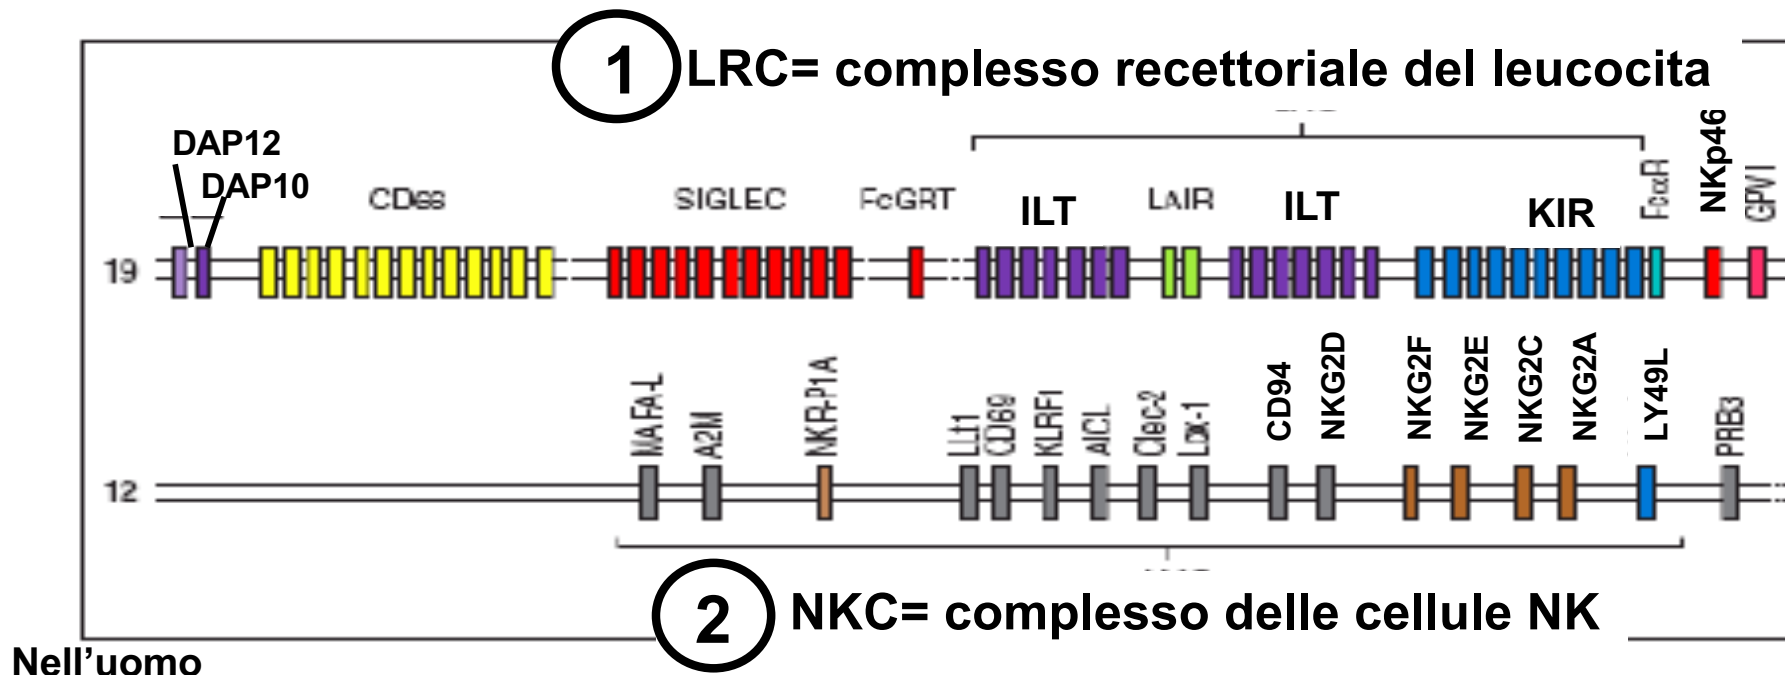 1 LRC= complesso recettoriale del leucocita
DAP12
DAP10
CD66
SIGLEC
FcGRT
ILT
LAIR
ILT
KIR
FcαR
NKp46
GPVI
19
MAFA-L
A2M
NKR-P1A
LLt1
CD69
KLRF1
AICL
Clec-2
Lox-1
CD94
NKG2D
NKG2F
NKG2E
NKG2C
NKG2A
LY49L
PRB3
12
2 NKC= complesso delle cellule NK
Nell’uomo